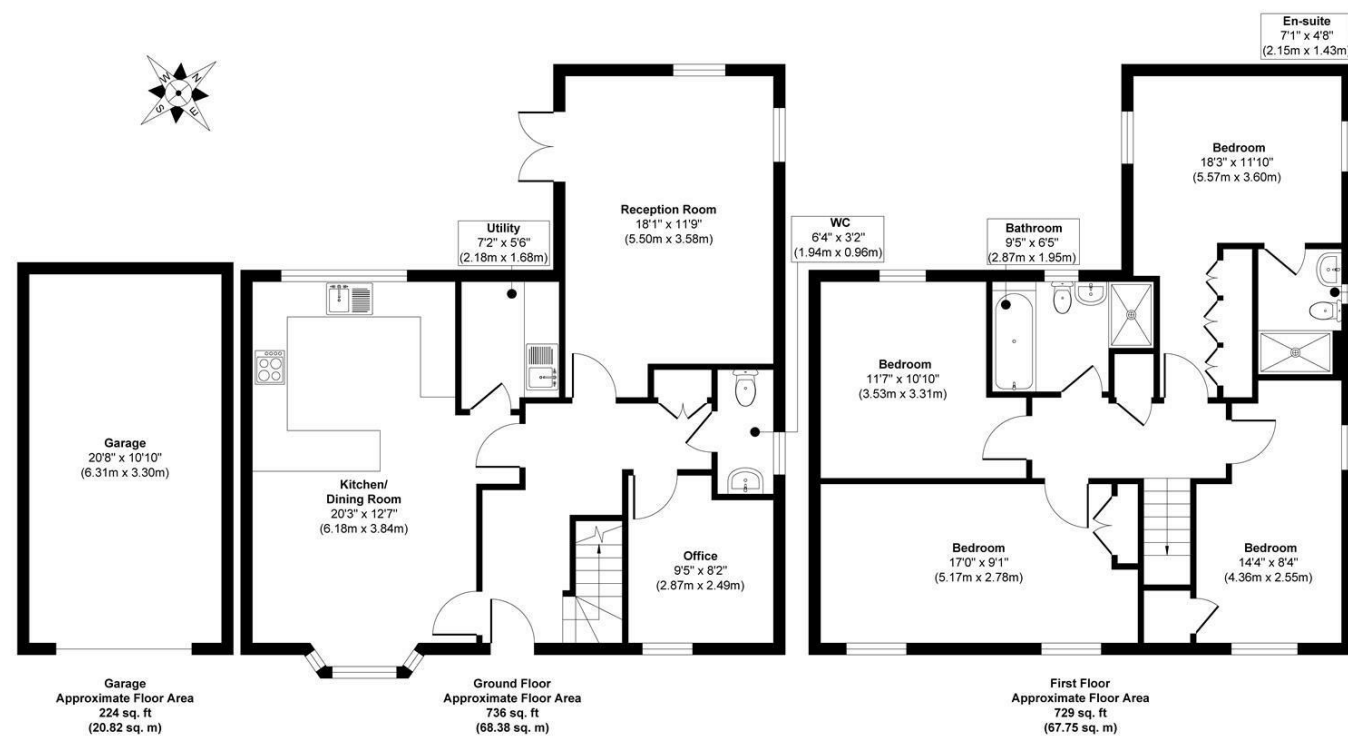 W
N
S
E
Garage
20'8" x 10'10"
(6.31m x 3.30m)
Garage
Approximate Floor Area
224 sq. ft
(20.82 sq. m)
Utility
7'2" x 5'6"
(2.18m x 1.68m)
Reception Room
18'1" x 11'9"
(5.50m x 3.58m)
WC
6'4" x 3'2"
(1.94m x 0.96m)
Kitchen/
Dining Room
20'3" x 12'7"
(6.18m x 3.84m)
Office
9'5" x 8'2"
(2.87m x 2.49m)
Ground Floor
Approximate Floor Area
736 sq. ft
(68.38 sq. m)
En-suite
7'1" x 4'8"
(2.15m x 1.43m)
Bedroom
18'3" x 11'10"
(5.57m x 3.60m)
Bathroom
9'5" x 6'5"
(2.87m x 1.95m)
Bedroom
11'7" x 10'10"
(3.53m x 3.31m)
Bedroom
17'0" x 9'1"
(5.17m x 2.78m)
Bedroom
14'4" x 8'4"
(4.36m x 2.55m)
First Floor
Approximate Floor Area
729 sq. ft
(67.75 sq. m)